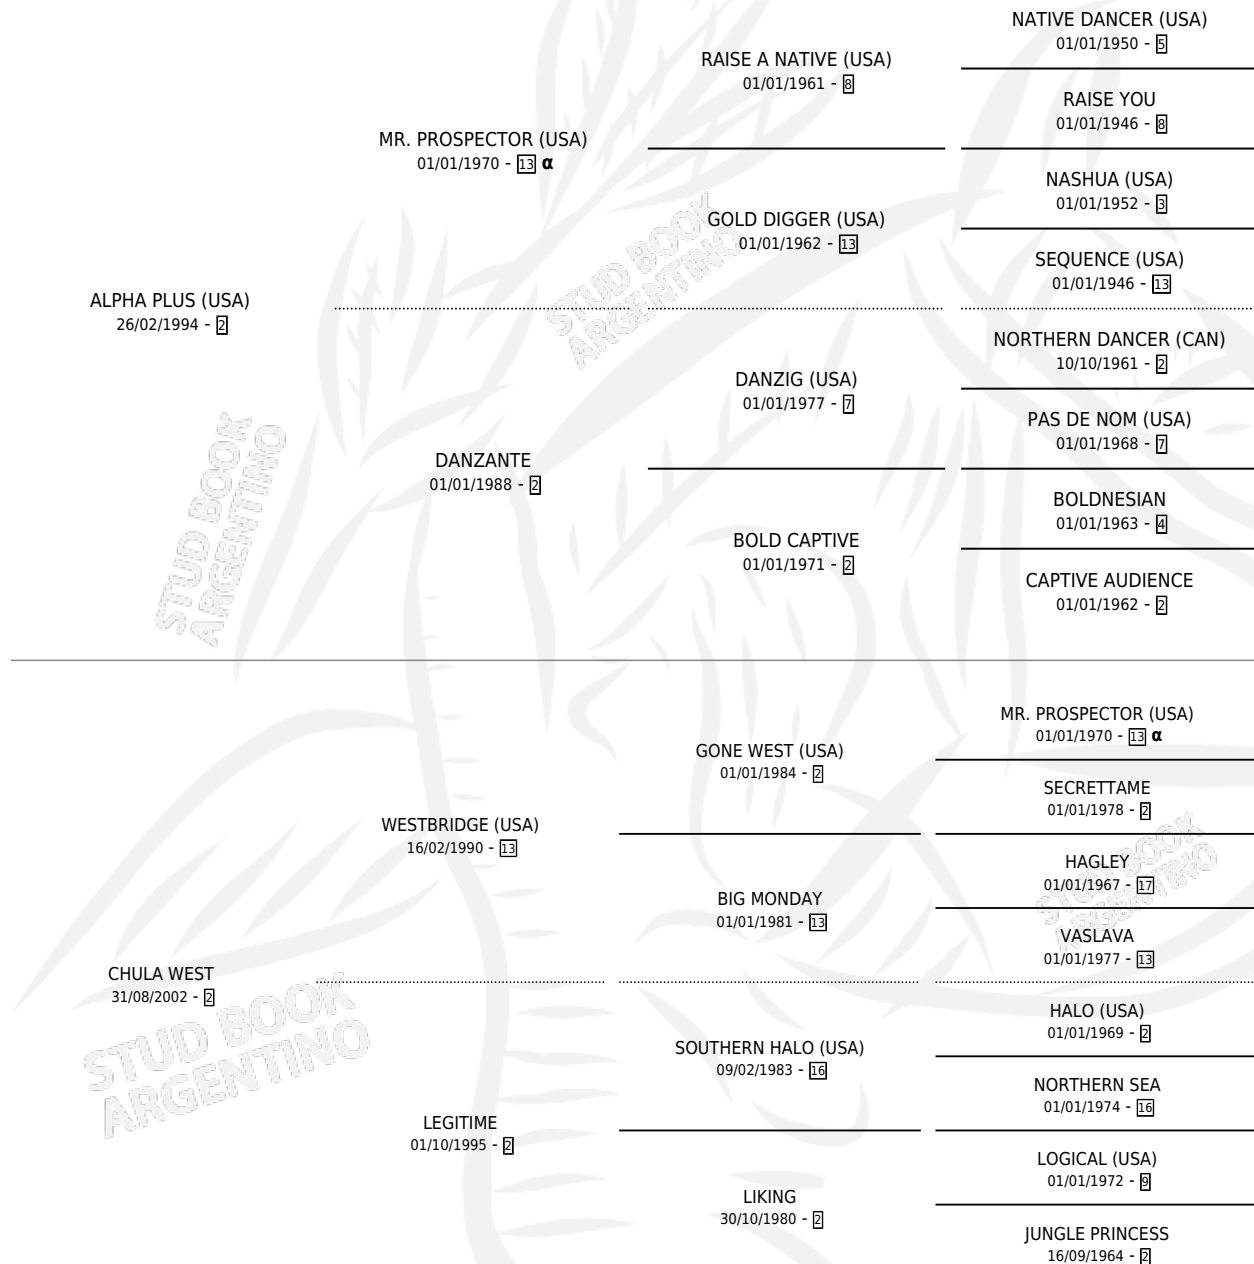 NATIVE DANCER (USA)
01/01/1950 - 5
RAISE A NATIVE (USA)
01/01/1961 - 8
RAISE YOU
01/01/1946 - 8
MR. PROSPECTOR (USA)
01/01/1970 - 13 α
NASHUA (USA)
01/01/1952 - 3
GOLD DIGGER (USA)
01/01/1962 - 13
SEQUENCE (USA)
01/01/1946 - 13
ALPHA PLUS (USA)
26/02/1994 - 2
NORTHERN DANCER (CAN)
10/10/1961 - 2
DANZIG (USA)
01/01/1977 - 7
PAS DE NOM (USA)
01/01/1968 - 7
DANZANTE
01/01/1988 - 2
BOLDNESIAN
01/01/1963 - 4
BOLD CAPTIVE
01/01/1971 - 2
CAPTIVE AUDIENCE
01/01/1962 - 2
MR. PROSPECTOR (USA)
01/01/1970 - 13 α
GONE WEST (USA)
01/01/1984 - 2
SECRETTAME
01/01/1978 - 2
WESTBRIDGE (USA)
16/02/1990 - 13
HAGLEY
01/01/1967 - 17
BIG MONDAY
01/01/1981 - 13
VASLAVA
01/01/1977 - 13
CHULA WEST
31/08/2002 - 2
HALO (USA)
01/01/1969 - 2
SOUTHERN HALO (USA)
09/02/1983 - 16
NORTHERN SEA
01/01/1974 - 16
LEGITIME
01/10/1995 - 2
LOGICAL (USA)
01/01/1972 - 9
LIKING
30/10/1980 - 2
JUNGLE PRINCESS
16/09/1964 - 2
STUD BOOK
ARGENTINO
STUD BOOK
ARGENTINO
STUD BOOK
ARGENTINO
STUD BOOK
ARGENTINO